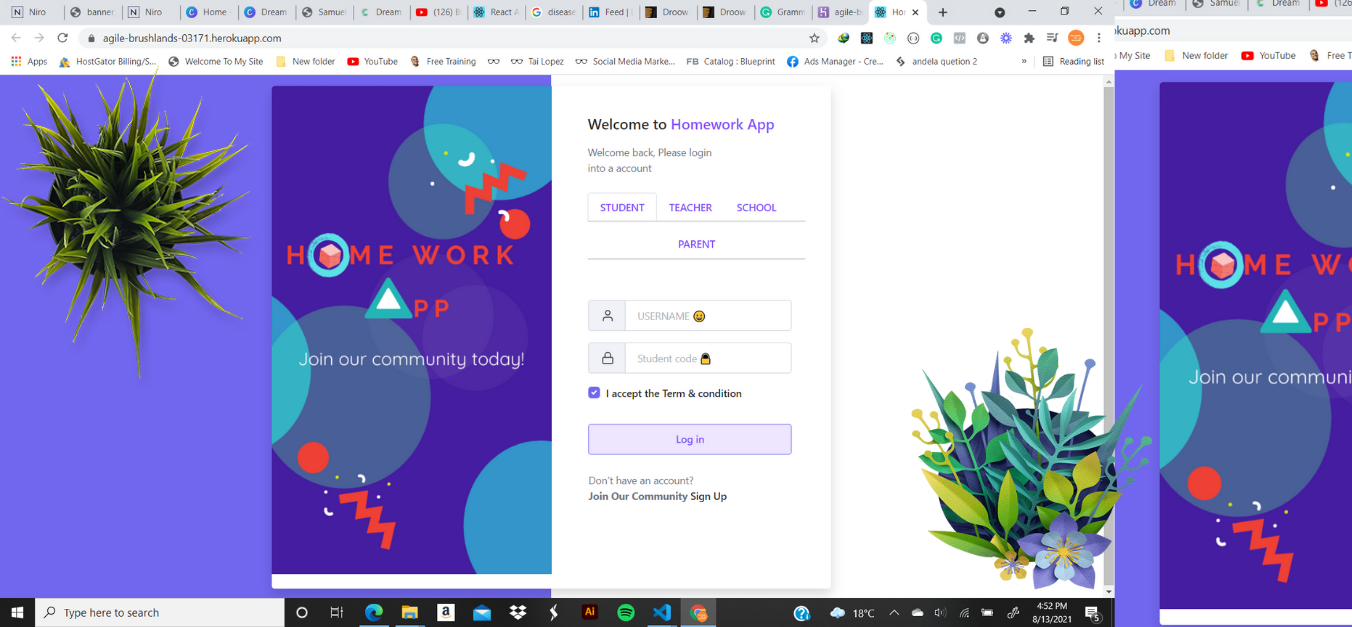 Niro
banner
Niro
Home
Dream
Samuel
Dream
(126)
React
disease
Feed |
Droow
Droow
Gramm
agile-b
Ho
Dream
Samuel
Dream
(126
agile-brushlands-03171.herokuapp.com
okuapp.com
Apps
HostGator Billing/S...
Welcome To My Site
New folder
YouTube
Free Training
Tai Lopez
Social Media Marke...
FB Catalog : Blueprint
Ads Manager - Cre...
andela quetion 2
»
Reading list
My Site
New folder
YouTube
Free T
Welcome to Homework App
Welcome back, Please login
into a account
STUDENT
TEACHER
SCHOOL
PARENT
HOME WORK
APP
Join our community today!
USERNAME 😀
Student code 🔒
I accept the Term & condition
Log in
Don't have an account?
Join Our Community Sign Up
HOME W
PP
Join our communi
Type here to search
a
Ai
18°C
4:52 PM
8/13/2021
5